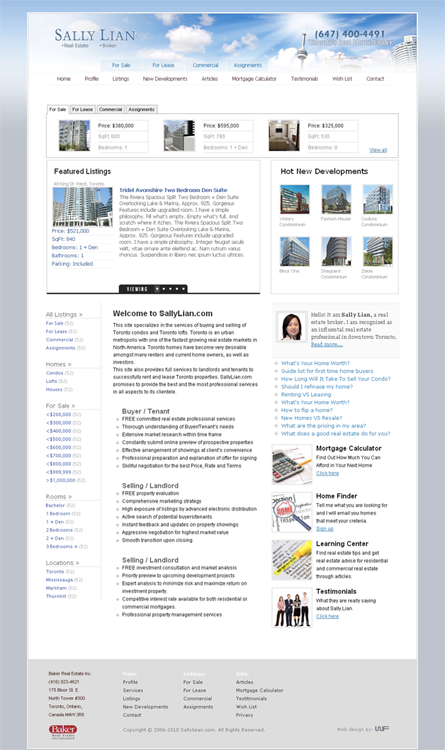 SALLY LIAN
•Real Estate •Broker
(647) 400-4491
For Sale For Lease Commercial Assignments
Home Profile Listings New Developments Articles Mortgage Calculator Testimonials Wish List Contact
For Sale For Lease Commercial Assignments
Price: $380,000
SqFt: 600
Bedrooms: 1
Price: $595,000
SqFt: 780
Bedrooms: 1
Price: $325,000
SqFt: 530
Bedrooms: 0
View all
Featured Listings
Tridel Avonshire Two Bedroom Den Suite
The Riviera Spacious Split Two Bedroom + Den
Suite Overlooking Lake & Marina, Approx. 925. Gorgeous
Features include upgraded room. I have a simple
philosophy. Fill what's empty. Empty what's full. And
scratch where it itches. The Riviera Spacious Split Two
Bedroom + Den Suite Overlooking Lake & Marina, Approx.
925. Gorgeous Features include upgraded room. I have a
simple philosophy. Integer feugiat iaculis
velit, vitae ornare ante eleifend ac. Nam rutrum varius
rhoncus. Suspendisse in libero nec ipsum luctus ultrices.
Price: $521,000
SqFt: 840
Bedrooms: 1 + Den
Bathrooms: 1
Parking: Included
VIEWING
Hot New Developments
Victory
Condominium
Fashion House
Couture
Condominium
Bloor One
Sheppard
Condominium
Zelda
Condominium
All Listings >
For Sale (52)
For Lease (52)
Commercial (52)
Assignments (52)
Homes >
Condos (52)
Lofts (52)
Houses (52)
For Sale >
<$200,000 (52)
<$300,000 (52)
<$400,000 (52)
<$500,000 (52)
<$600,000 (52)
<$700,000 (52)
<$800,000 (52)
<$999,999 (52)
>$1,000,000 (52)
Rooms >
Bachelor (52)
1 Bedroom (52)
1 + Den (52)
2 Bedrooms (52)
2 + Den (52)
3 Bedrooms + (52)
Locations >
Toronto (52)
Mississauga (52)
Markham (52)
Thornhill (52)
Welcome to SallyLian.com
This site specializes in the services of buying and selling of
Toronto condos and Toronto lofts. Toronto is an urban
metropolis with one of the fastest growing real estate markets in
North America. Toronto homes have become very desirable
amongst many renters and current home owners, as well as
investors.
This site also provides full services to landlords and tenants to
successfully rent and lease Toronto properties. SallyLian.com
promises to provide the best and the most professional services
in all aspects to its clientele.
Buyer / Tenant
FREE committed real estate professional services
Thorough understanding of Buyer/Tenant's needs
Extensive market research within time frame
Constantly submit online preview of prospective properties
Effective arrangement of showings at client's convenience
Professional preparation and explanation of offer for signing
Skillful negotiation for the best Price, Rate and Terms
Selling / Landlord
FREE property evaluation
Comprehensive marketing strategy
High exposure of listings by advanced electronic distribution
Active search of potential buyers/tenants
Instant feedback and updates on property showings
Aggressive negotiation for highest market value
Smooth transition upon closing
Selling / Landlord
FREE investment consultation and market analysis
Priority preview to upcoming development projects
Expert analysis to minimize risk and maximize return on
investment property.
Competitive interest rate available for both residential or
commercial mortgages.
Professional property management services
Hello! It am Sally Lian, a real
estate broker. I am recognized as
an influential real estate
professional in downtown Toronto.
Read more...
What's Your Home Worth?
Guide list for first time home buyers
How Long Will It Take To Sell Your Condo?
Should I refinace my home?
Renting VS Leasing
What's Your Home Worth?
How to flip a home?
New Homes VS Resale?
What are the pricing in my area?
What does a good real estate do for you?
Mortgage Calculator
Find Out How Much You Can
Afford in Your Next Home
Click here
Home Finder
Tell me what you are looking for
and I will email you homes
that meet your creteria.
Sign up
Learning Center
Find real estate tips and get
real estate advice for residential
and commercial real estate
through articles.
Testimonials
What they are really saying
about Sally Lian.
Click here
Baker Real Estate Inc.
(416) 923-4621
175 Bloor St. E
North Tower #300
Toronto, Ontario,
Canada M4W 3R8
Baker
Profile
Services
Listings
New Developments
Contact
For Sale
For Lease
Commercial
Assignments
Articles
Mortgage Calculator
Testimonials
Wish List
Privacy
Copyright © 2006-2010 Sallylian.com. All Rights Reserved.
Web design by: